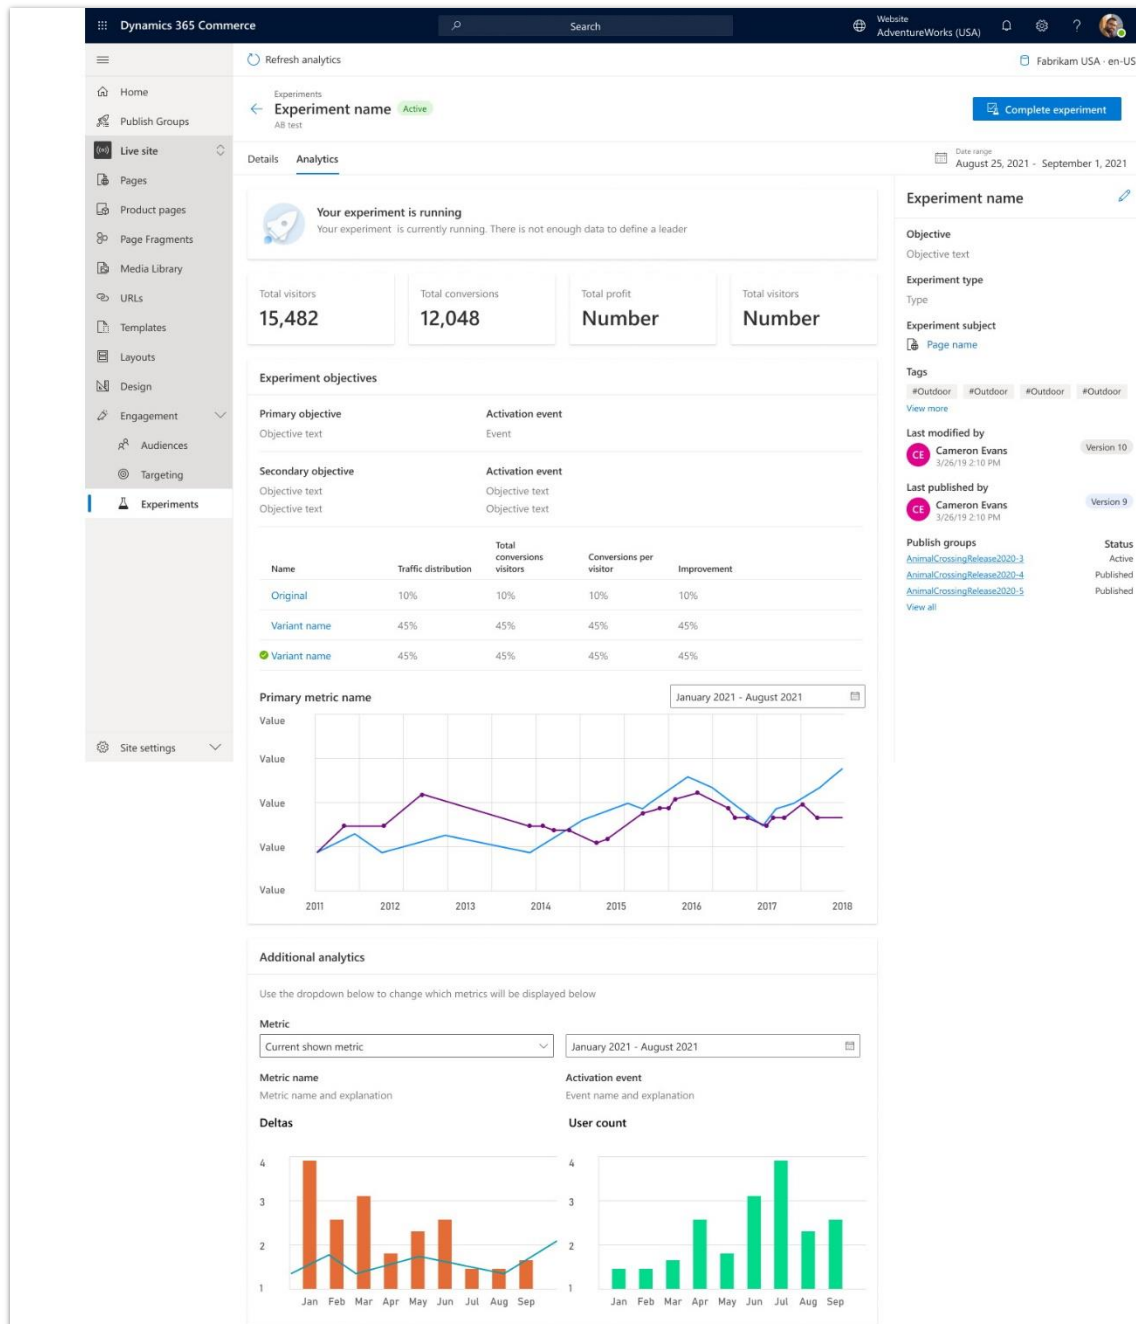 Dynamics 365 Commerce
Search
Website
AdventureWorks (USA)
?
Refresh analytics
Fabrikam USA · en-US
Home
Publish Groups
Live site
Pages
Product pages
Page Fragments
Media Library
URLs
Templates
Layouts
Design
Engagement
Audiences
Targeting
Experiments
Site settings
Experiments
Experiment name Active
AB test
Complete experiment
Details Analytics
Date range
August 25, 2021 - September 1, 2021
Your experiment is running
Your experiment is currently running. There is not enough data to define a leader
Total visitors
15,482
Total conversions
12,048
Total profit
Number
Total visitors
Number
Experiment objectives
Primary objective Activation event
Objective text Event
Secondary objective Activation event
Objective text Objective text
Objective text Objective text
Name Traffic distribution Total conversions visitors Conversions per visitor Improvement
Original 10% 10% 10% 10%
Variant name 45% 45% 45% 45%
Variant name 45% 45% 45% 45%
Primary metric name January 2021 - August 2021
Value
Value
Value
Value
Value
2011 2012 2013 2014 2015 2016 2017 2018
Additional analytics
Use the dropdown below to change which metrics will be displayed below
Metric
Current shown metric January 2021 - August 2021
Metric name Activation event
Metric name and explanation Event name and explanation
Deltas
4
3
2
1
Jan Feb Mar Apr May Jun Jul Aug Sep
User count
4
3
2
1
Jan Feb Mar Apr May Jun Jul Aug Sep
Experiment name
Objective
Objective text
Experiment type
Type
Experiment subject
Page name
Tags
#Outdoor #Outdoor #Outdoor #Outdoor
View more
Last modified by
CE Cameron Evans Version 10
3/26/19 2:10 PM
Last published by
CE Cameron Evans Version 9
3/26/19 2:10 PM
Publish groups Status
AnimalCrossingRelease2020-3 Active
AnimalCrossingRelease2020-4 Published
AnimalCrossingRelease2020-5 Published
View all